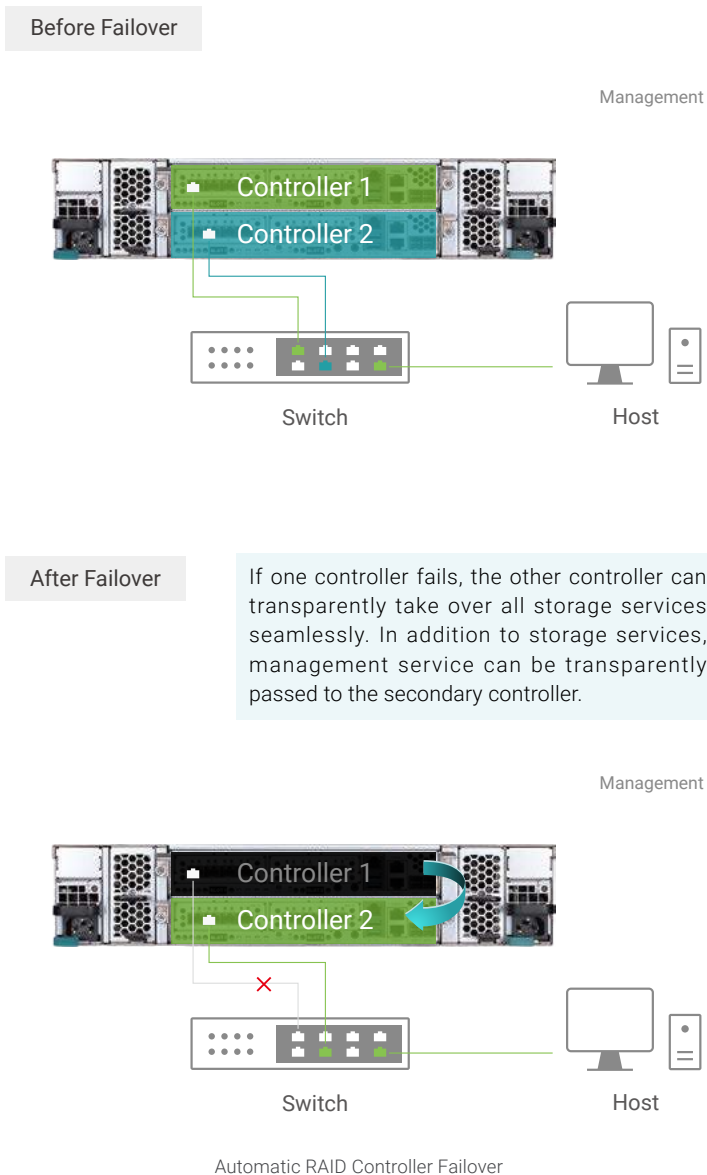 Before Failover
Management
Controller 1
Controller 2
Switch
Host
After Failover
If one controller fails, the other controller can
transparently take over all storage services
seamlessly. In addition to storage services,
management service can be transparently
passed to the secondary controller.
Management
Controller 1
Controller 2
Switch
Host
Automatic RAID Controller Failover